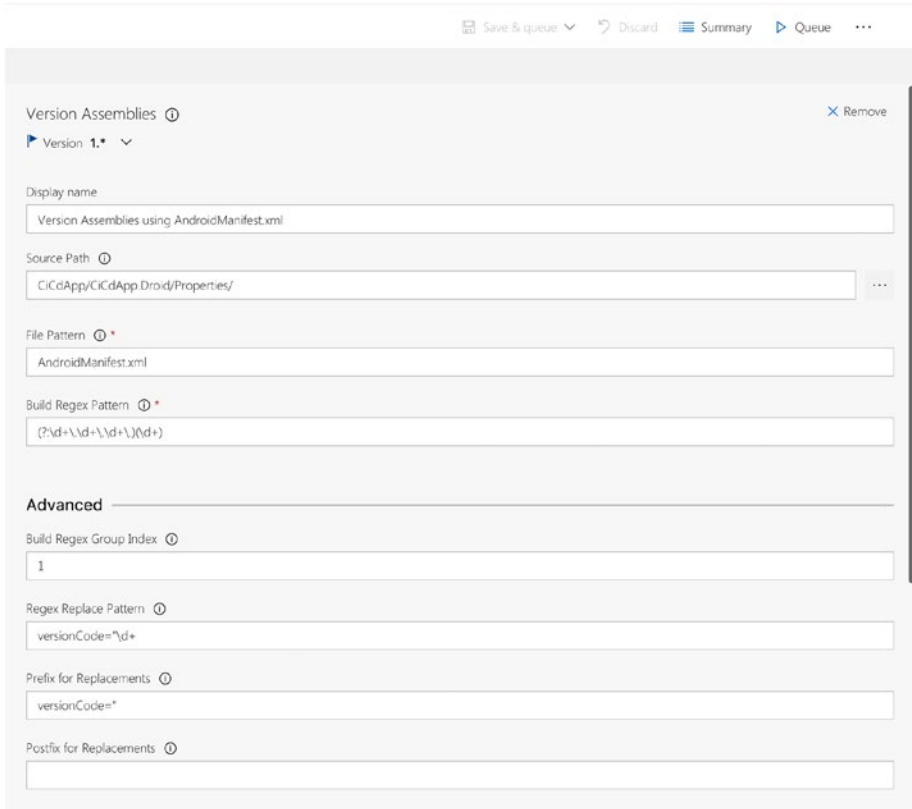 Save & queue Discard Summary Queue ...
Version Assemblies
Remove
Version 1.*
Display name
Version Assemblies using AndroidManifest.xml
Source Path
CiCdApp/CiCdApp.Droid/Properties/
...
File Pattern *
AndroidManifest.xml
Build Regex Pattern *
(?:\d+\.\d+\.\d+\.)(\d+)
Advanced
Build Regex Group Index
1
Regex Replace Pattern
versionCode="\d+
Prefix for Replacements
versionCode="
Postfix for Replacements